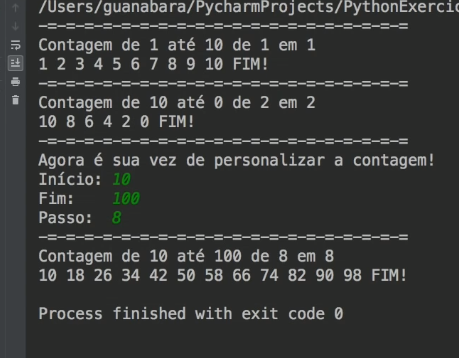 /Users/guanabara/PycharmProjects/PythonExercic
-=-=-=-=-=-=-=-=-=-=-=-=-=-=-=-=-=-=-=-=
Contagem de 1 até 10 de 1 em 1
1 2 3 4 5 6 7 8 9 10 FIM!
-=-=-=-=-=-=-=-=-=-=-=-=-=-=-=-=-=-=-=-=
Contagem de 10 até 0 de 2 em 2
10 8 6 4 2 0 FIM!
-=-=-=-=-=-=-=-=-=-=-=-=-=-=-=-=-=-=-=-=
Agora é sua vez de personalizar a contagem!
Início: 10
Fim:    100
Passo:  8
-=-=-=-=-=-=-=-=-=-=-=-=-=-=-=-=-=-=-=-=
Contagem de 10 até 100 de 8 em 8
10 18 26 34 42 50 58 66 74 82 90 98 FIM!
Process finished with exit code 0